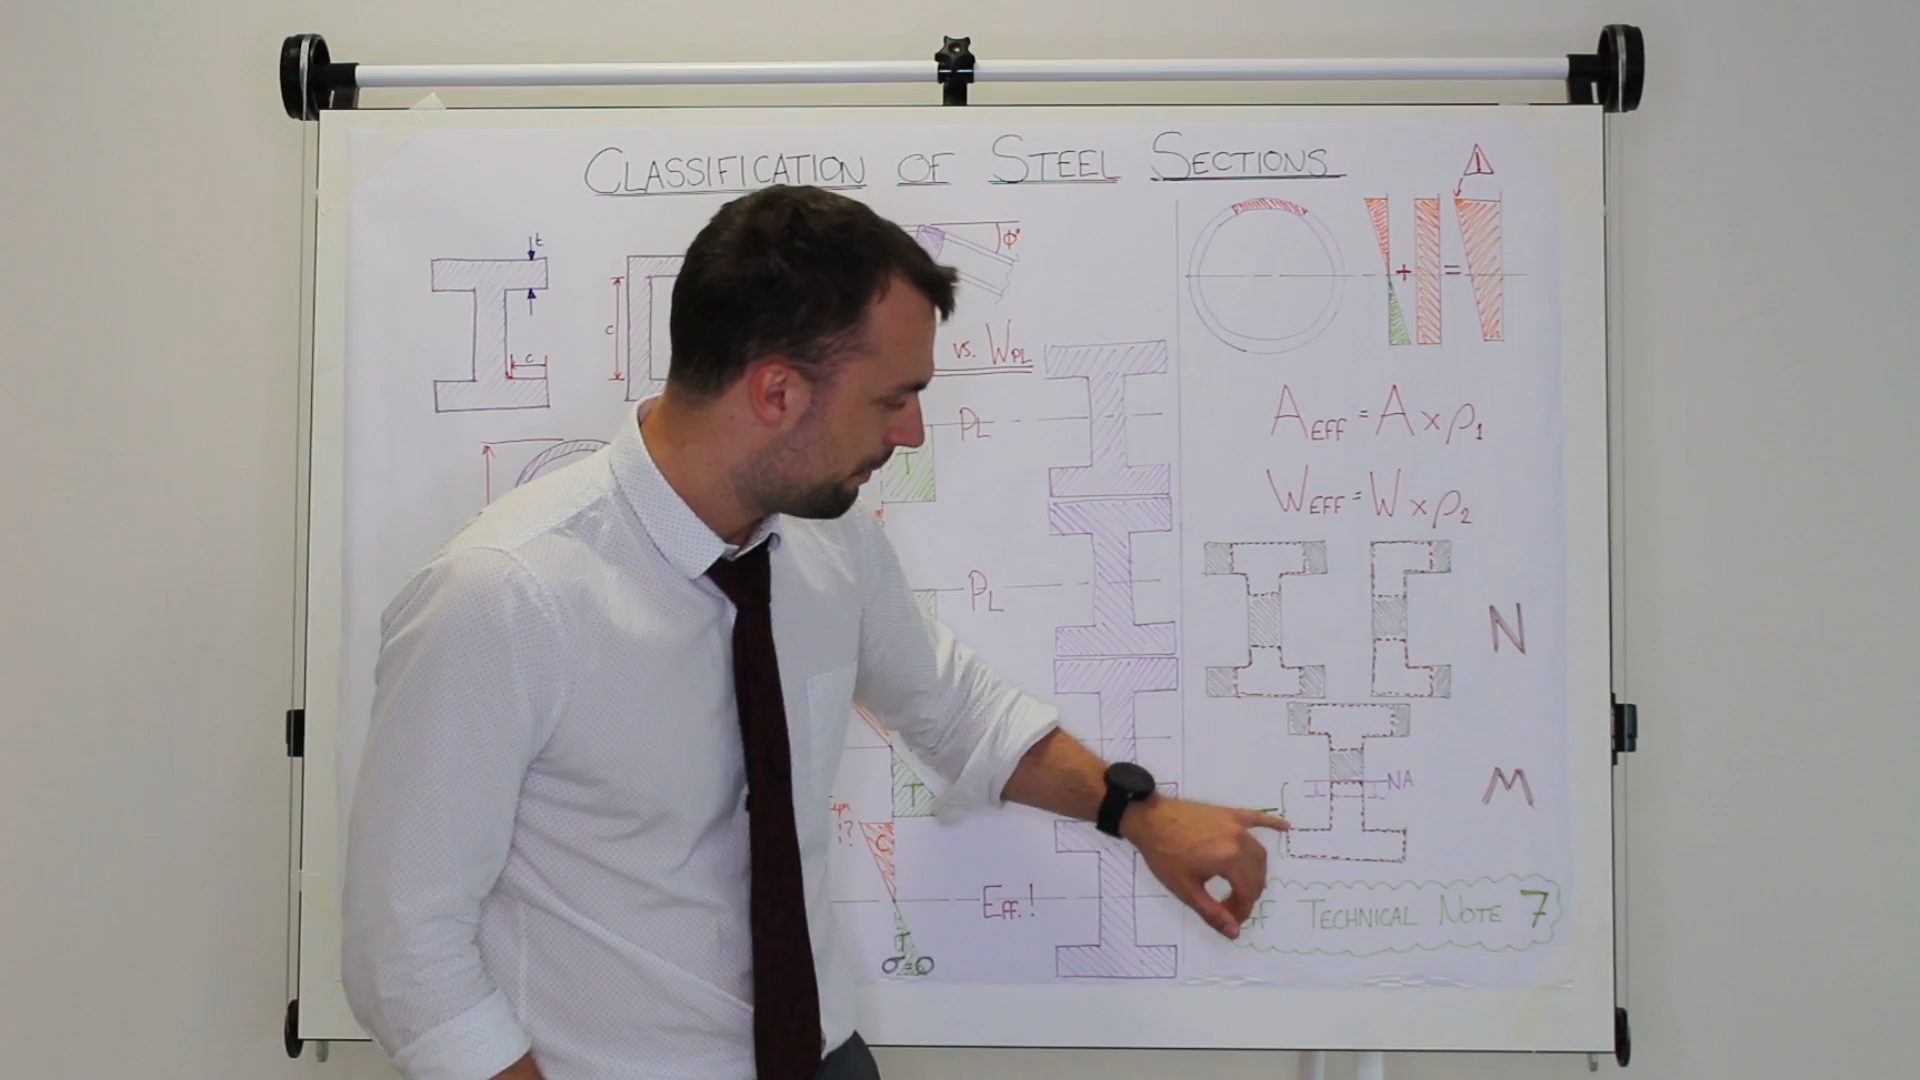 CLASSIFICATION OF STEEL SECTIONS
t
c
c
φ°
vs. WPL
+ =
!
PL
T
AEFF = A x ρ1
WEFF = W x ρ2
PL
N
NA
M
T
C
!?
EFF.!
T
σ=0
TECHNICAL NOTE 7